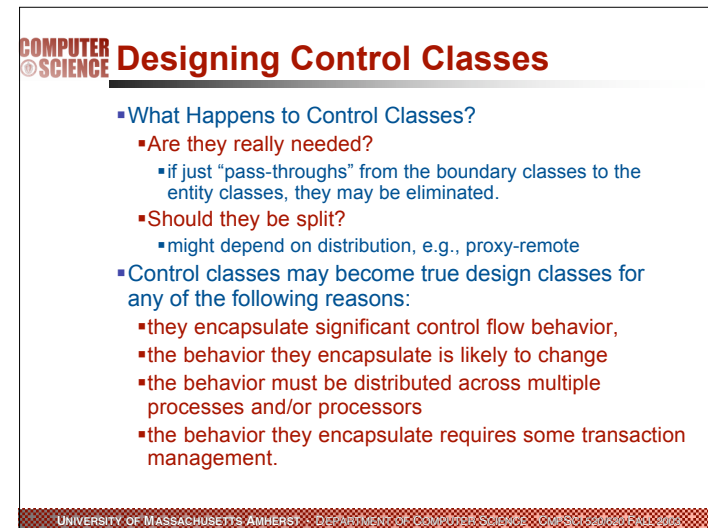 COMPUTER
SCIENCE
Designing Control Classes
▪What Happens to Control Classes?
▪Are they really needed?
▪if just “pass-throughs” from the boundary classes to the
entity classes, they may be eliminated.
▪Should they be split?
▪might depend on distribution, e.g., proxy-remote
▪Control classes may become true design classes for
any of the following reasons:
▪they encapsulate significant control flow behavior,
▪the behavior they encapsulate is likely to change
▪the behavior must be distributed across multiple
processes and/or processors
▪the behavior they encapsulate requires some transaction
management.
UNIVERSITY OF MASSACHUSETTS AMHERST • DEPARTMENT OF COMPUTER SCIENCE CMPSCI 520/620 FALL